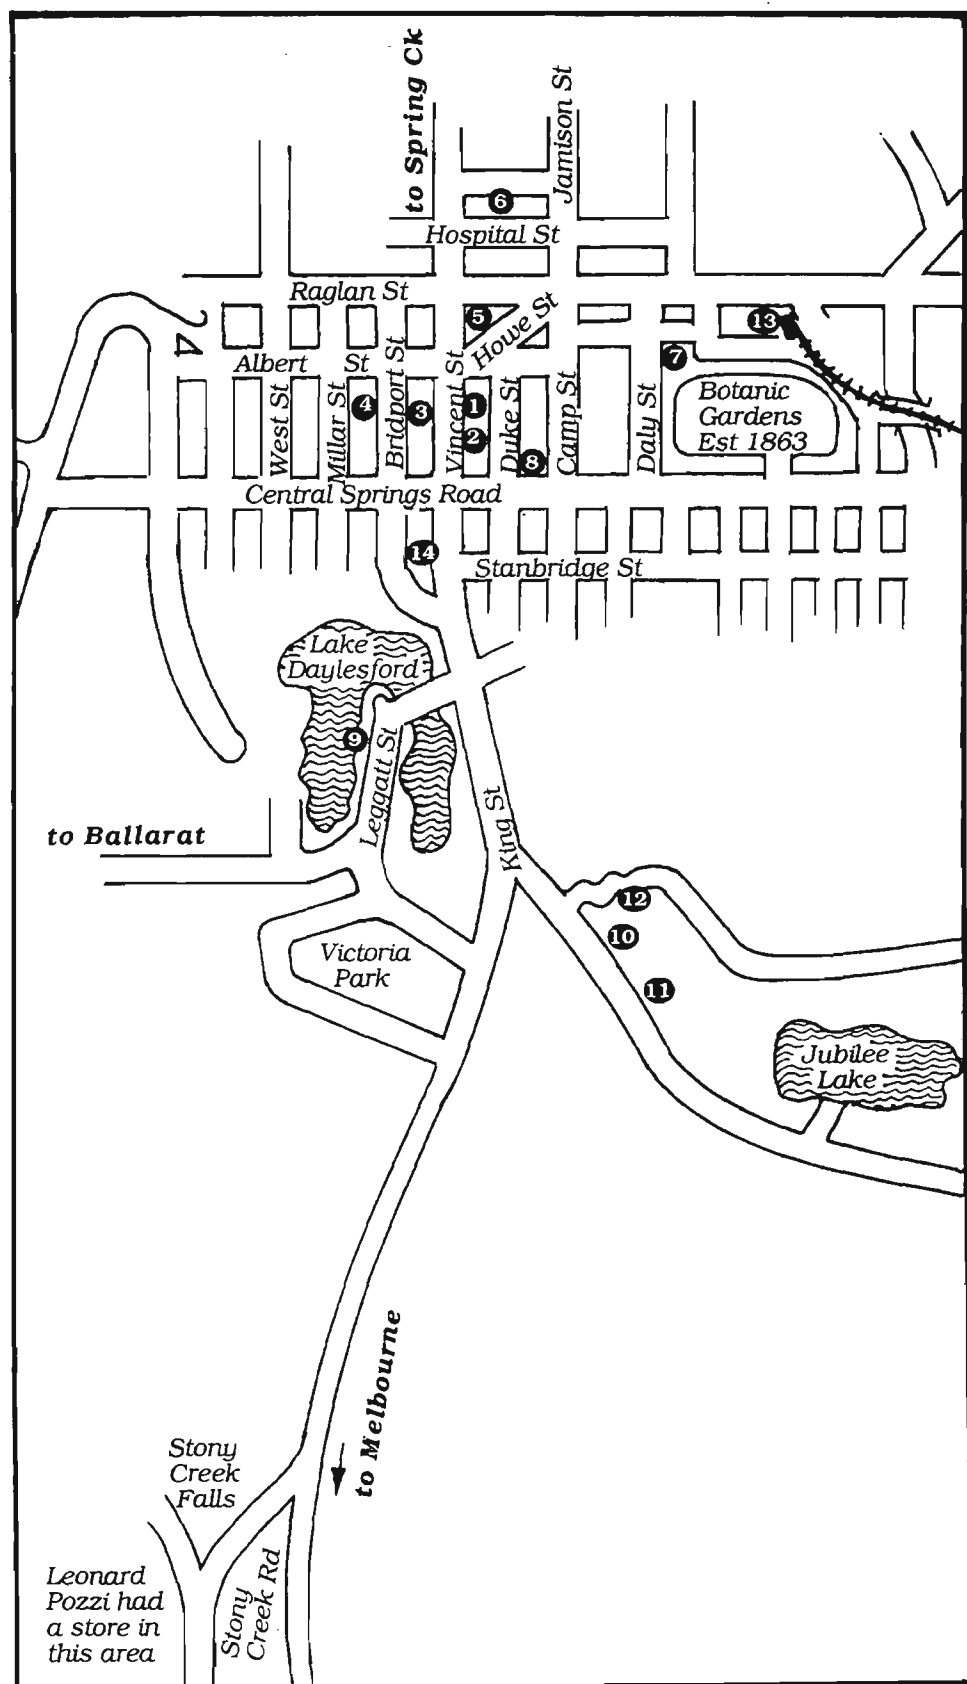 to Spring Ck
Jamison St
6
Hospital St
Raglan St
5
Howe St
13
Albert St
7
West St
Millar St
4
Bridport St
3
Vincent St
1
2
Duke St
8
Camp St
Daly St
Botanic
Gardens
Est 1863
Central Springs Road
14
Stanbridge St
Lake
Daylesford
9
Leggatt St
King St
to Ballarat
12
10
11
Victoria
Park
Jubilee
Lake
to Melbourne
Stony
Creek
Falls
Stony
Creek Rd
Leonard
Pozzi had
a store in
this area